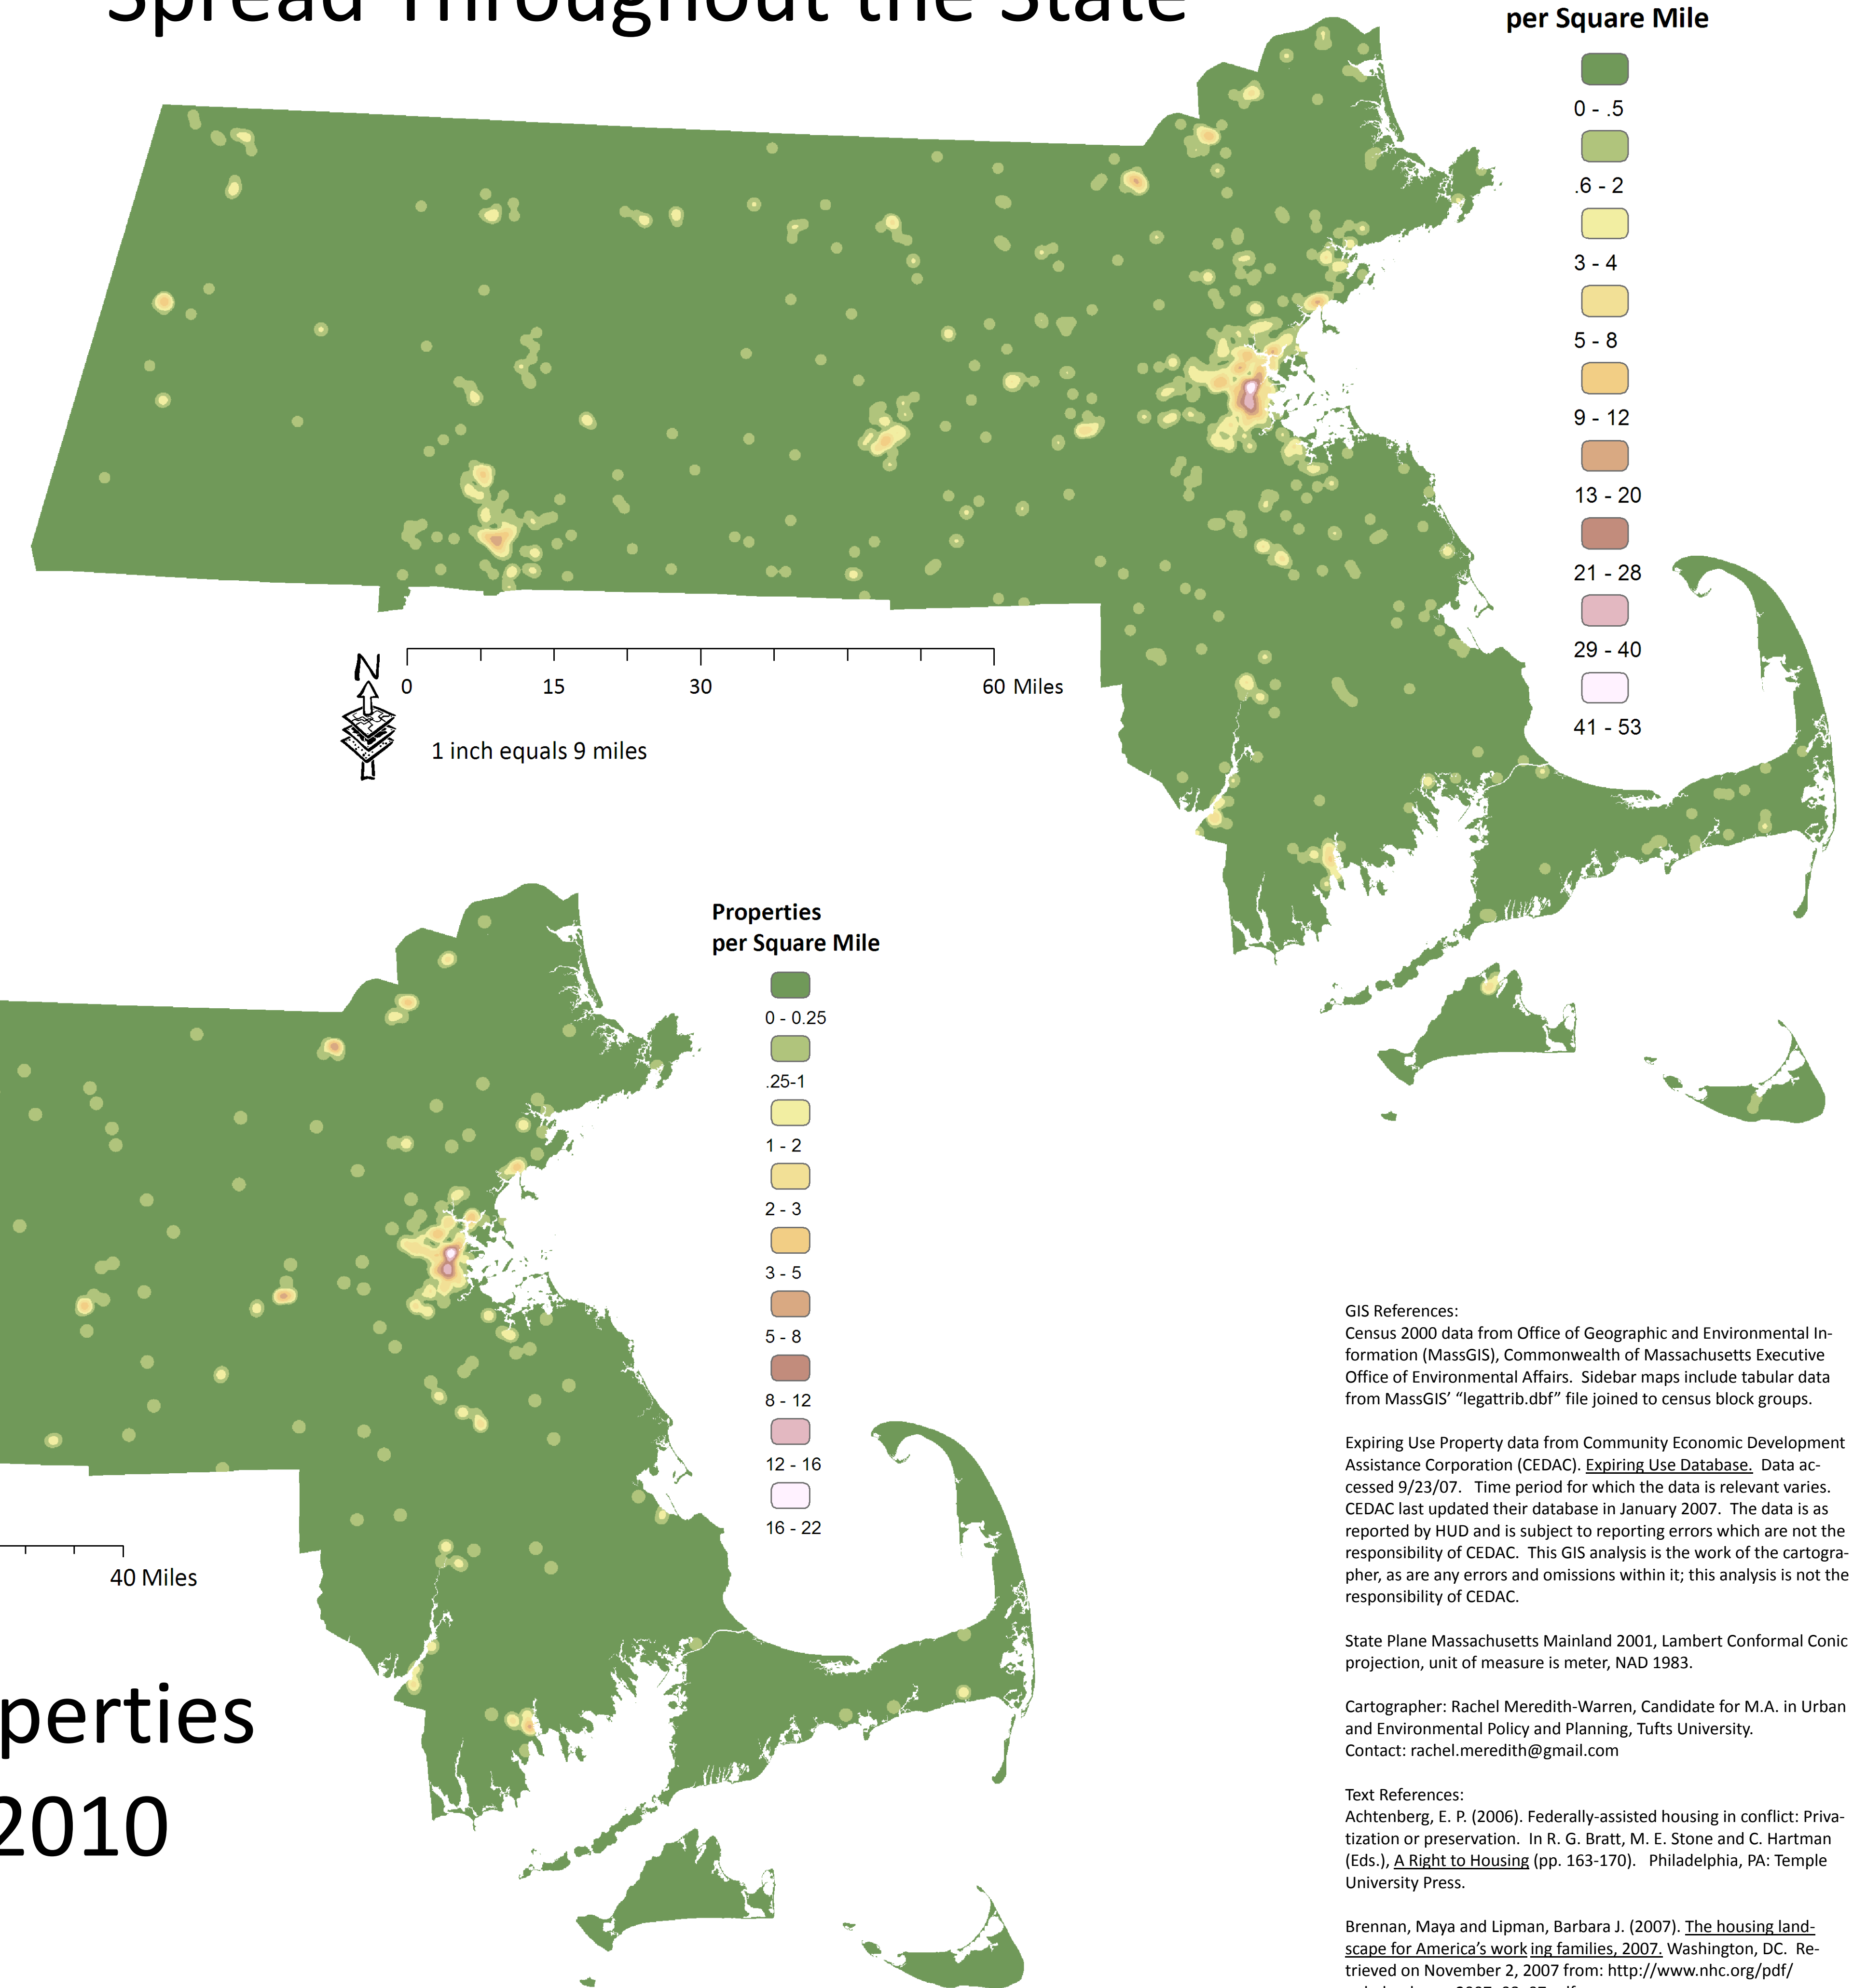 Spread Throughout the State
per Square Mile
0 - .5
.6 - 2
3 - 4
5 - 8
9 - 12
13 - 20
21 - 28
29 - 40
41 - 53
N
0 15 30 60 Miles
1 inch equals 9 miles
Properties
per Square Mile
0 - 0.25
.25-1
1 - 2
2 - 3
3 - 5
5 - 8
8 - 12
12 - 16
16 - 22
40 Miles
perties
2010
GIS References:
Census 2000 data from Office of Geographic and Environmental In-
formation (MassGIS), Commonwealth of Massachusetts Executive
Office of Environmental Affairs. Sidebar maps include tabular data
from MassGIS’ “legattrib.dbf” file joined to census block groups.
Expiring Use Property data from Community Economic Development
Assistance Corporation (CEDAC). Expiring Use Database. Data ac-
cessed 9/23/07. Time period for which the data is relevant varies.
CEDAC last updated their database in January 2007. The data is as
reported by HUD and is subject to reporting errors which are not the
responsibility of CEDAC. This GIS analysis is the work of the cartogra-
pher, as are any errors and omissions within it; this analysis is not the
responsibility of CEDAC.
State Plane Massachusetts Mainland 2001, Lambert Conformal Conic
projection, unit of measure is meter, NAD 1983.
Cartographer: Rachel Meredith-Warren, Candidate for M.A. in Urban
and Environmental Policy and Planning, Tufts University.
Contact: rachel.meredith@gmail.com
Text References:
Achtenberg, E. P. (2006). Federally-assisted housing in conflict: Priva-
tization or preservation. In R. G. Bratt, M. E. Stone and C. Hartman
(Eds.), A Right to Housing (pp. 163-170). Philadelphia, PA: Temple
University Press.
Brennan, Maya and Lipman, Barbara J. (2007). The housing land-
scape for America’s working families, 2007. Washington, DC. Re-
trieved on November 2, 2007 from: http://www.nhc.org/pdf/